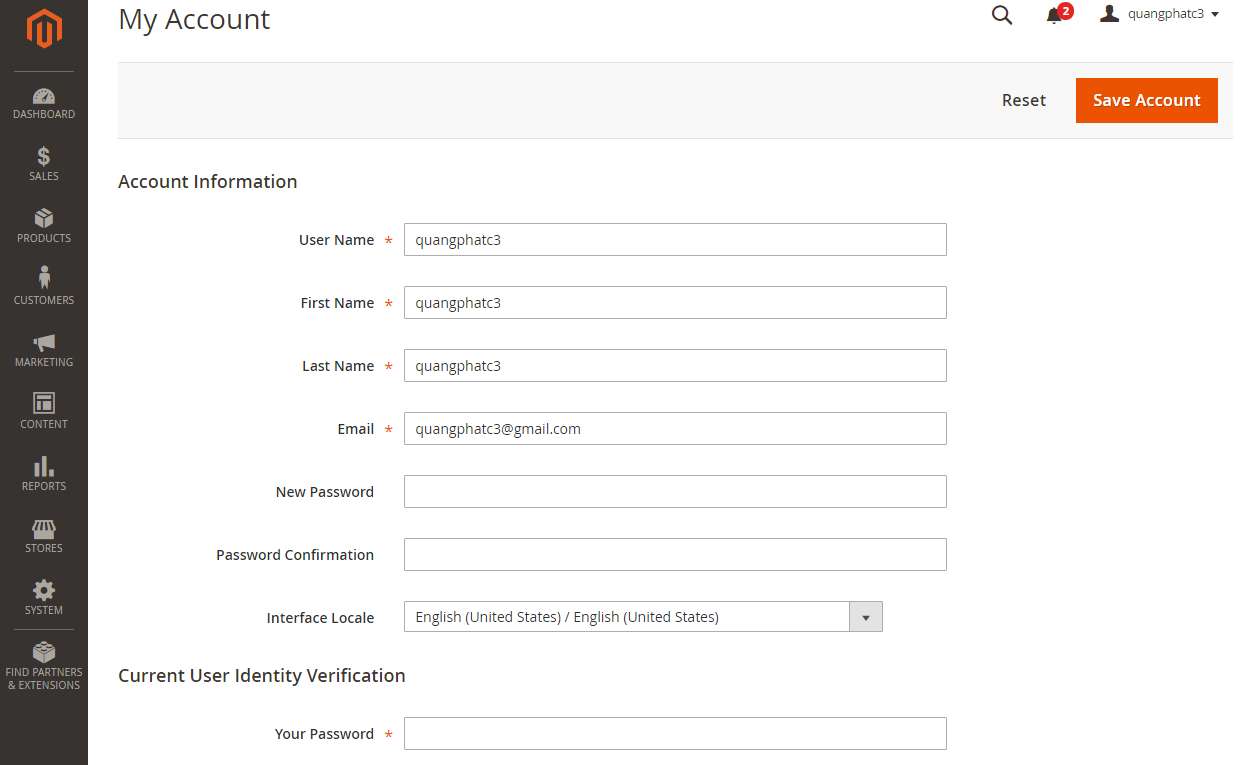 My Account
2
quangphatc3
DASHBOARD
SALES
PRODUCTS
CUSTOMERS
MARKETING
CONTENT
REPORTS
STORES
SYSTEM
FIND PARTNERS
& EXTENSIONS
Reset
Save Account
Account Information
User Name * quangphatc3
First Name * quangphatc3
Last Name * quangphatc3
Email * quangphatc3@gmail.com
New Password
Password Confirmation
Interface Locale English (United States) / English (United States)
Current User Identity Verification
Your Password *